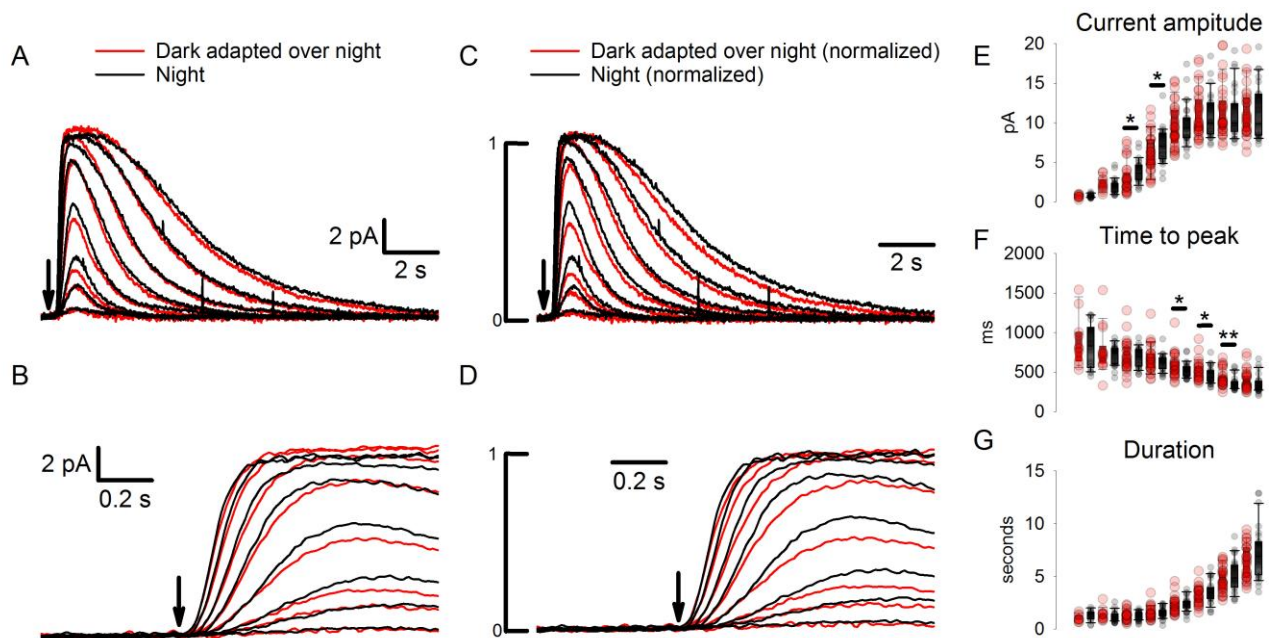 A
Dark adapted over night
Night
2 pA
2 s
B
2 pA
0.2 s
C
Dark adapted over night (normalized)
Night (normalized)
1
0
2 s
D
1
0.2 s
0
E
Current ampitude
20
15
10
5
0
pA
*
*
F
Time to peak
2000
1500
1000
500
0
ms
*
*
**
G
Duration
15
10
5
0
seconds